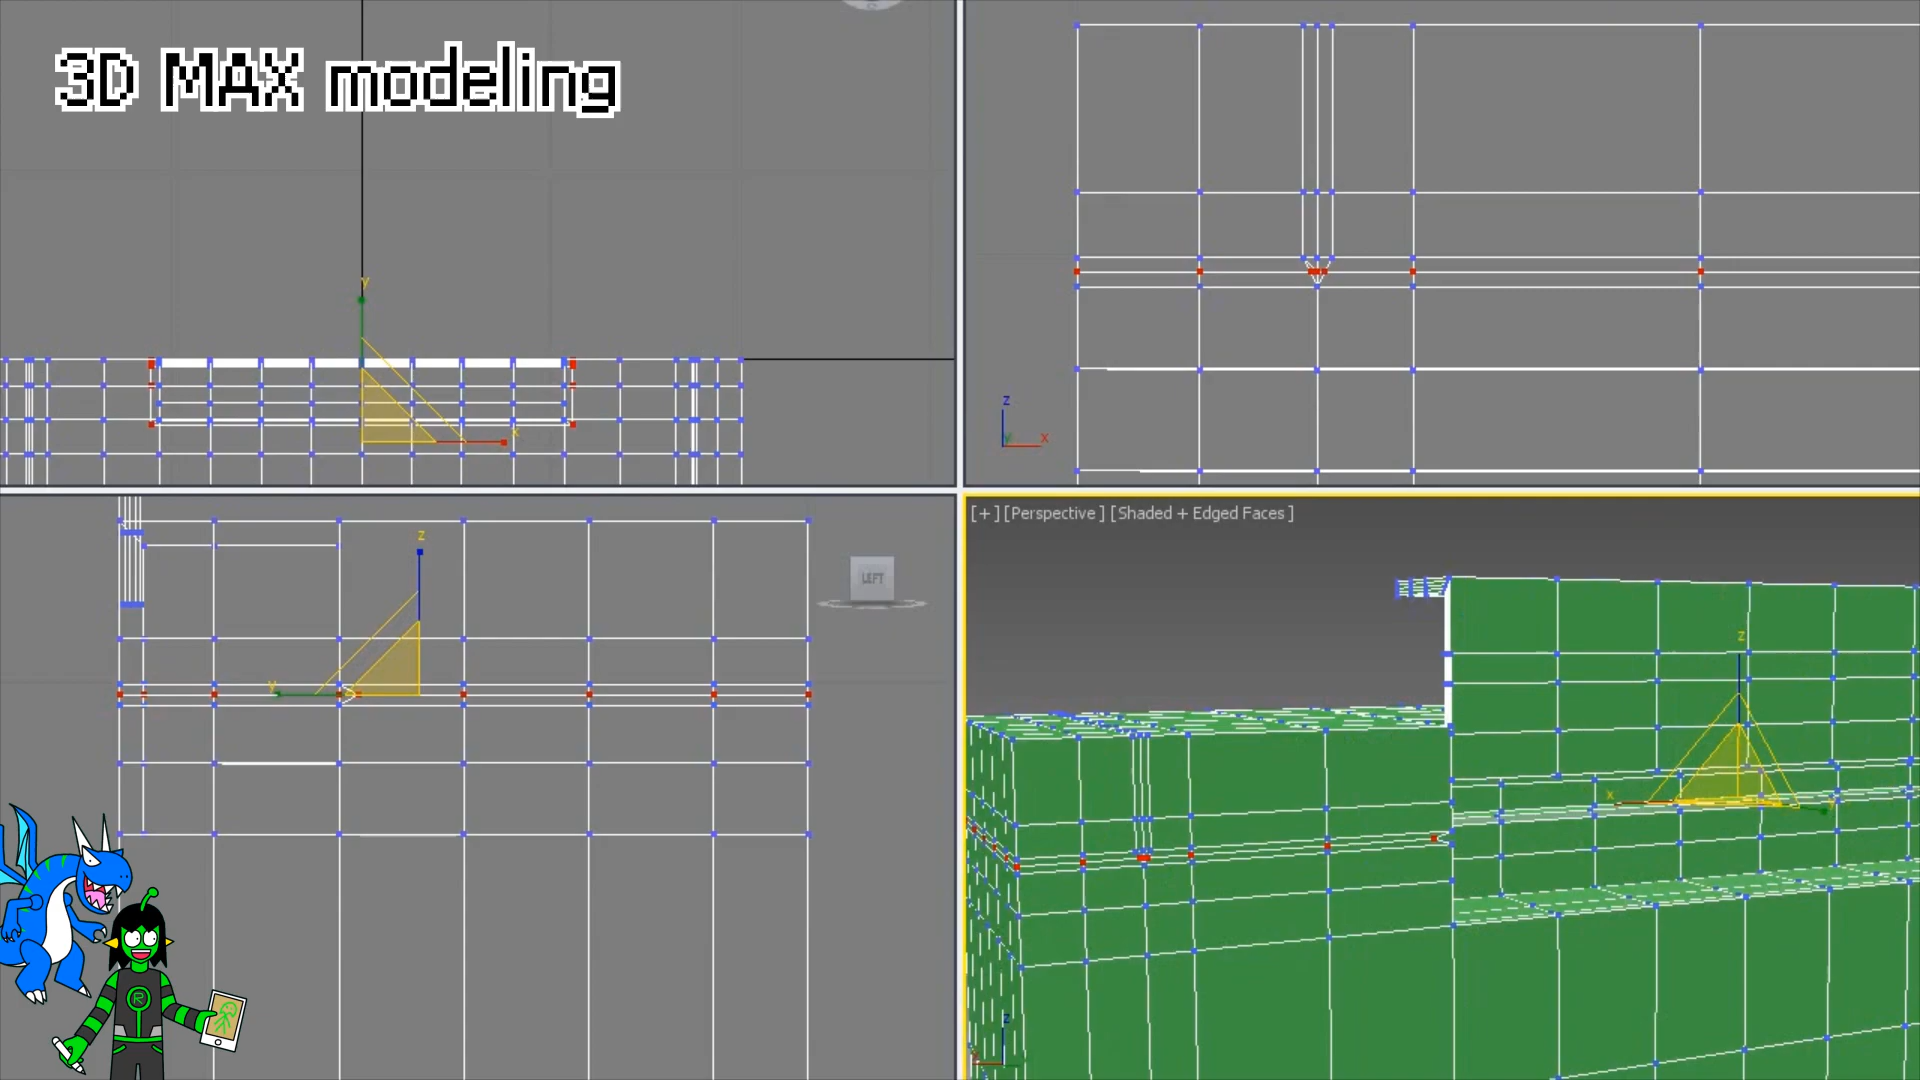 3D MAX modeling
y
x
z
y
x
z
y
LEFT
[+] [Perspective ] [Shaded + Edged Faces ]
z
x
z
R